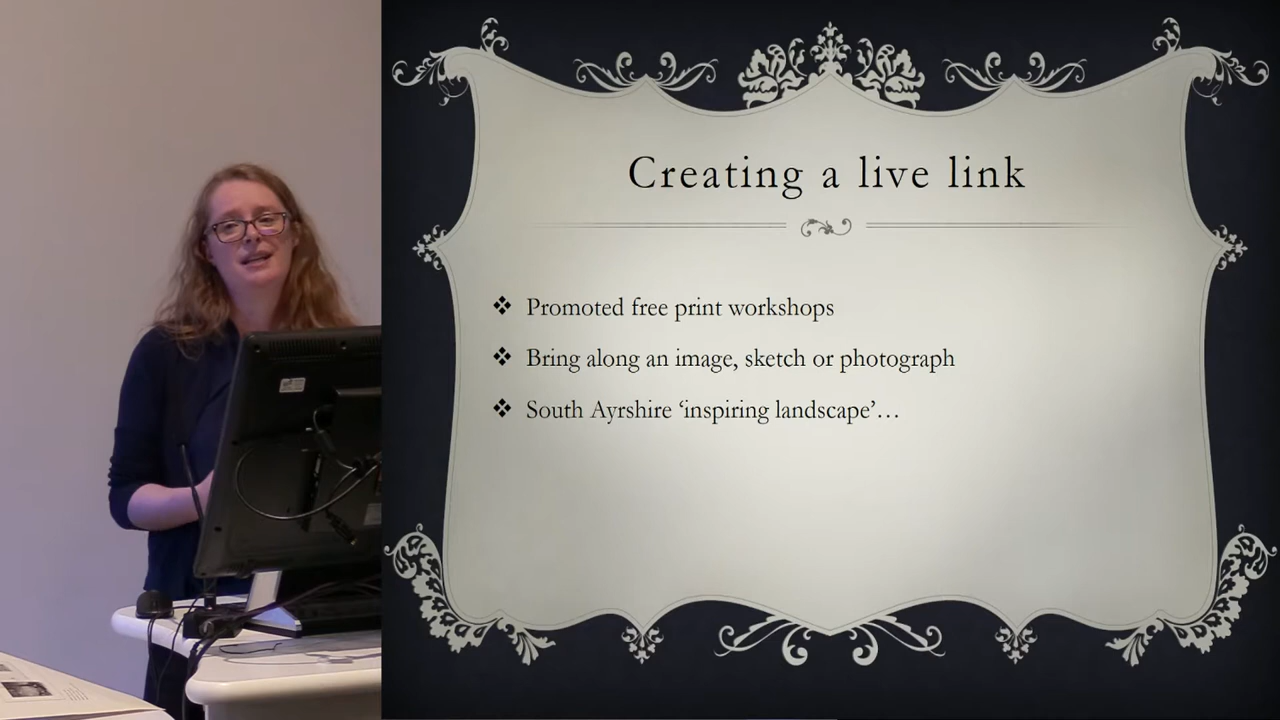 Creating a live link
Promoted free print workshops
Bring along an image, sketch or photograph
South Ayrshire ‘inspiring landscape’…